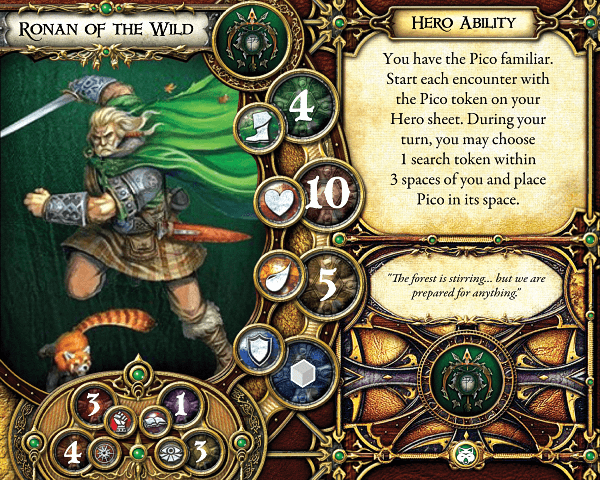 Ronan of the Wild
4
10
5
3
1
4
3
Hero Ability
You have the Pico familiar.
Start each encounter with
the Pico token on your
Hero sheet. During your
turn, you may choose
1 search token within
3 spaces of you and place
Pico in its space.
"The forest is stirring... but we are
prepared for anything."